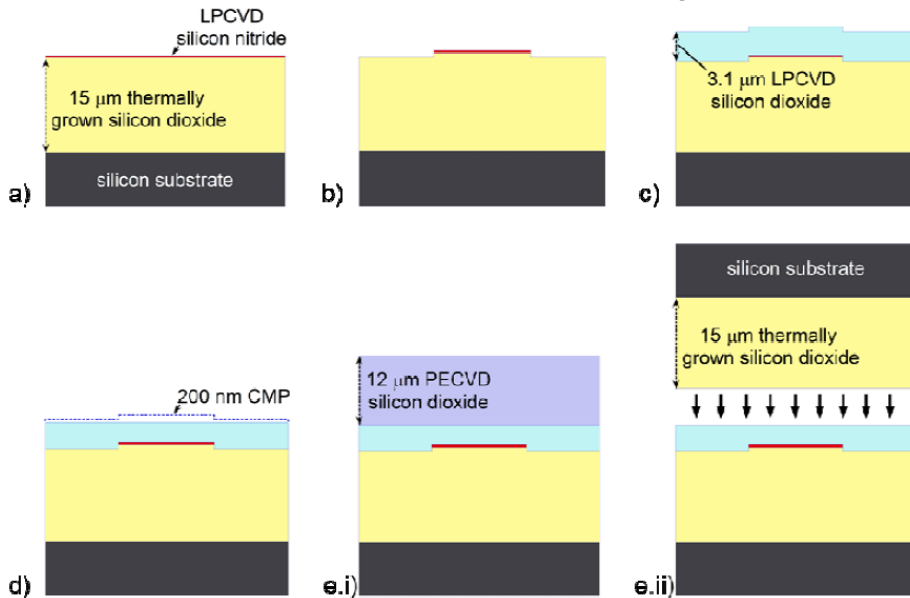 LPCVD
silicon nitride
15 μm thermally
grown silicon dioxide
silicon substrate
a)
b)
3.1 μm LPCVD
silicon dioxide
c)
200 nm CMP
d)
12 μm PECVD
silicon dioxide
e.i)
silicon substrate
15 μm thermally
grown silicon dioxide
e.ii)